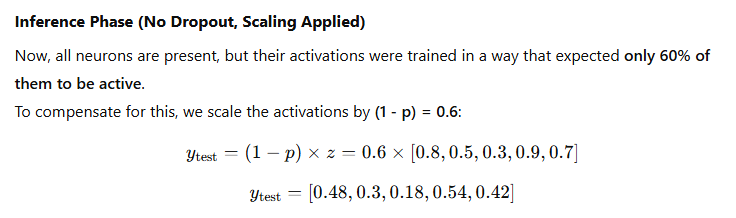 Inference Phase (No Dropout, Scaling Applied)
Now, all neurons are present, but their activations were trained in a way that expected only 60% of
them to be active.
To compensate for this, we scale the activations by (1 - p) = 0.6:
y_test = (1 − p) × z = 0.6 × [0.8, 0.5, 0.3, 0.9, 0.7]
y_test = [0.48, 0.3, 0.18, 0.54, 0.42]